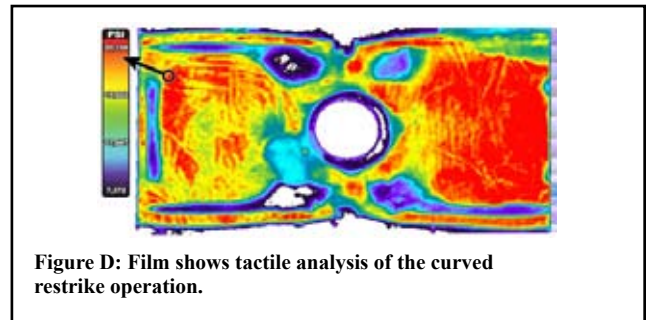 PSI
Figure D: Film shows tactile analysis of the curved
restrike operation.